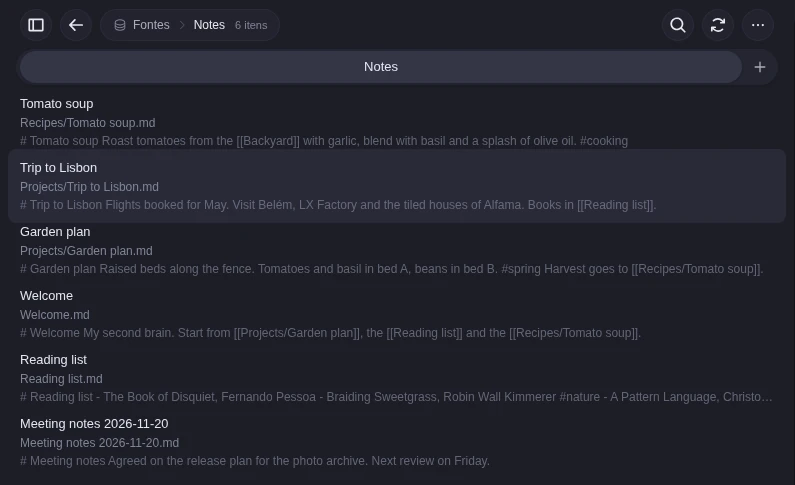 Fontes > Notes 6 itens
Notes
Tomato soup
Recipes/Tomato soup.md
# Tomato soup Roast tomatoes from the [[Backyard]] with garlic, blend with basil and a splash of olive oil. #cooking
Trip to Lisbon
Projects/Trip to Lisbon.md
# Trip to Lisbon Flights booked for May. Visit Belém, LX Factory and the tiled houses of Alfama. Books in [[Reading list]].
Garden plan
Projects/Garden plan.md
# Garden plan Raised beds along the fence. Tomatoes and basil in bed A, beans in bed B. #spring Harvest goes to [[Recipes/Tomato soup]].
Welcome
Welcome.md
# Welcome My second brain. Start from [[Projects/Garden plan]], the [[Reading list]] and the [[Recipes/Tomato soup]].
Reading list
Reading list.md
# Reading list - The Book of Disquiet, Fernando Pessoa - Braiding Sweetgrass, Robin Wall Kimmerer #nature - A Pattern Language, Christo…
Meeting notes 2026-11-20
Meeting notes 2026-11-20.md
# Meeting notes Agreed on the release plan for the photo archive. Next review on Friday.